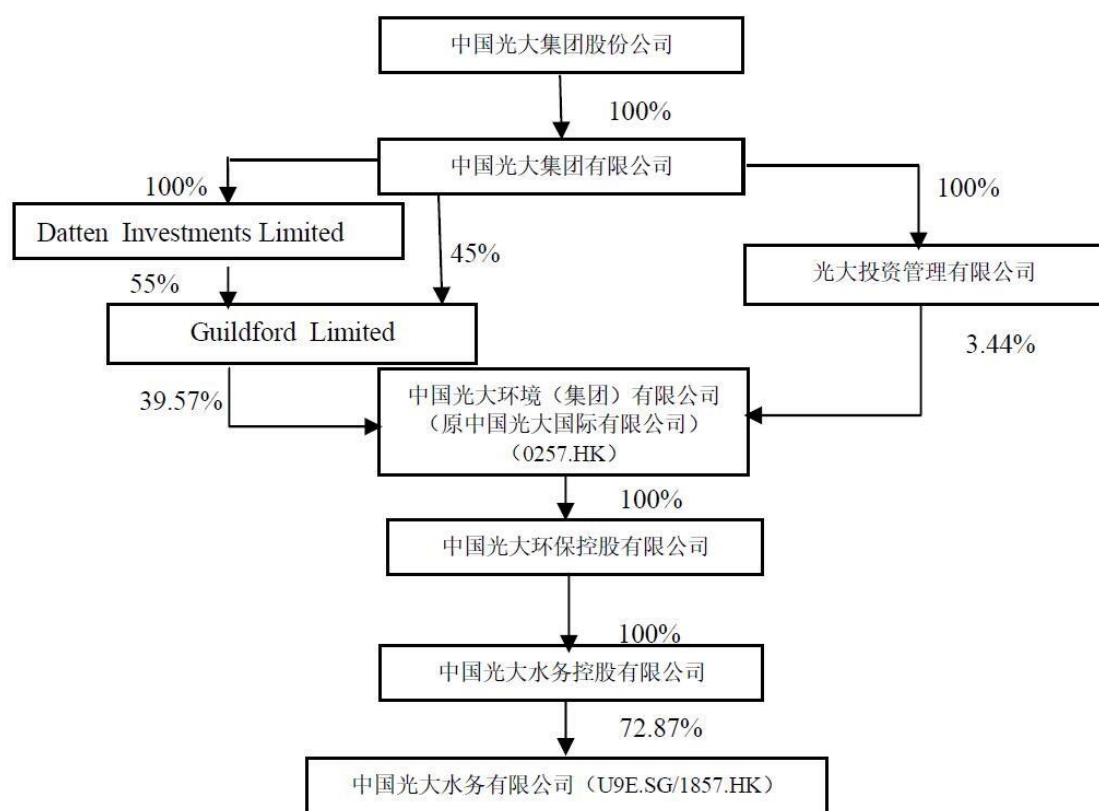 中国光大集团股份公司
100%
中国光大集团有限公司
100%
100%
Datten Investments Limited
45%
光大投资管理有限公司
55%
Guildford Limited
3.44%
39.57%
中国光大环境（集团）有限公司
（原中国光大国际有限公司）
（0257.HK）
100%
中国光大环保控股有限公司
100%
中国光大水务控股有限公司
72.87%
中国光大水务有限公司（U9E.SG/1857.HK）